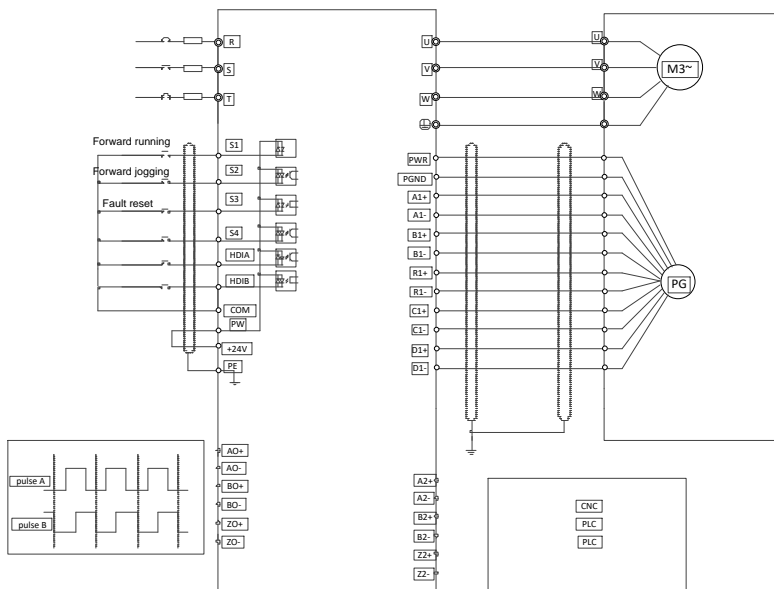 R
S
T
U
V
W
U
V
W
M3~
Forward running
Forward jogging
Fault reset
S1
S2
S3
S4
HDIA
HDIB
COM
PW
+24V
PE
PWR
PGND
A1+
A1-
B1+
B1-
R1+
R1-
C1+
C1-
D1+
D1-
PG
pulse A
pulse B
AO+
AO-
BO+
BO-
ZO+
ZO-
A2+
A2-
B2+
B2-
Z2+
Z2-
CNC
PLC
PLC